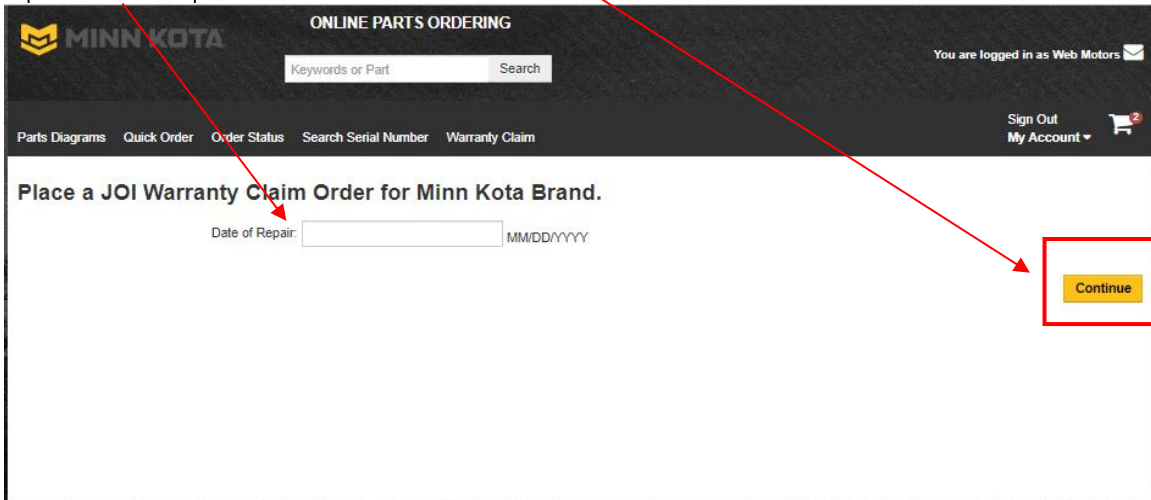 MINN KOTA
ONLINE PARTS ORDERING
Keywords or Part Search
You are logged in as Web Motors
Parts Diagrams Quick Order Order Status Search Serial Number Warranty Claim
Sign Out
My Account
2
Place a JOI Warranty Claim Order for Minn Kota Brand.
Date of Repair: MM/DD/YYYY
Continue